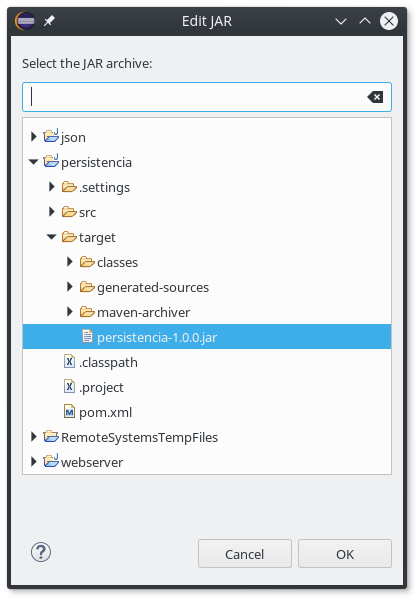 Edit JAR
Select the JAR archive:
json
persistencia
.settings
src
target
classes
generated-sources
maven-archiver
persistencia-1.0.0.jar
.classpath
.project
pom.xml
RemoteSystemsTempFiles
webserver
Cancel
OK